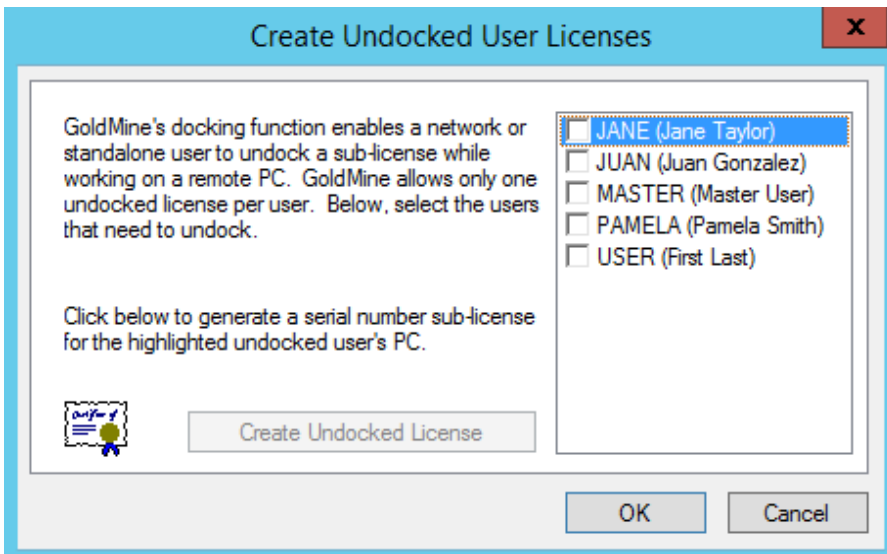 Create Undocked User Licenses
x
GoldMine's docking function enables a network or
standalone user to undock a sub-license while
working on a remote PC. GoldMine allows only one
undocked license per user. Below, select the users
that need to undock.
Click below to generate a serial number sub-license
for the highlighted undocked user's PC.
Create Undocked License
JANE (Jane Taylor)
JUAN (Juan Gonzalez)
MASTER (Master User)
PAMELA (Pamela Smith)
USER (First Last)
OK
Cancel